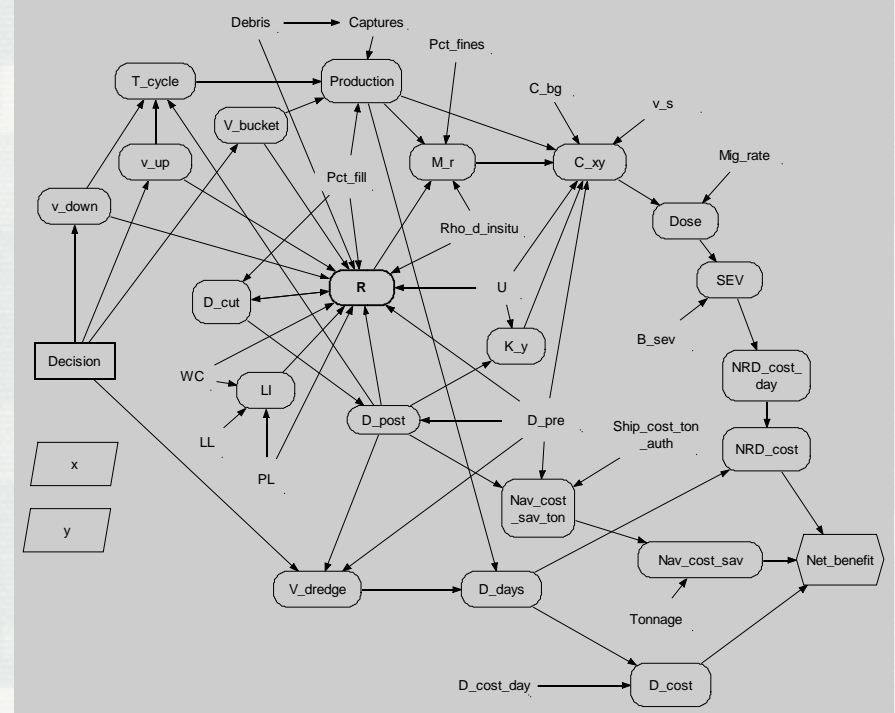 Debris
Captures
Pct_fines
T_cycle
Production
C_bg
v_s
V_bucket
v_up
M_r
C_xy
Mig_rate
Pct_fill
v_down
Dose
Rho_d_insitu
R
U
SEV
D_cut
K_y
B_sev
Decision
WC
LI
NRD_cost_
day
D_post
D_pre
Ship_cost_ton
_auth
LL
NRD_cost
x
PL
Nav_cost
_sav_ton
y
Nav_cost_sav
Net_benefit
V_dredge
D_days
Tonnage
D_cost_day
D_cost